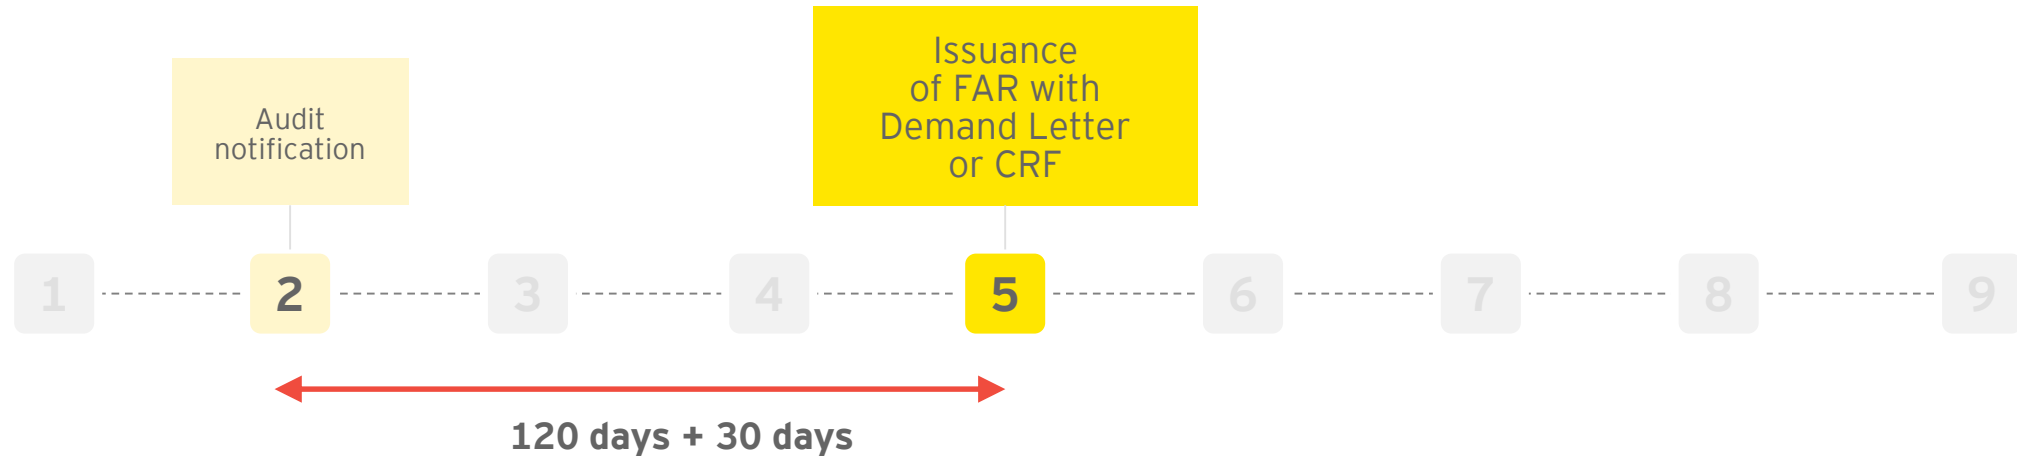 Issuance
of FAR with
Demand Letter
or CRF
Audit
notification
1
2
3
4
5
6
7
8
9
120 days + 30 days